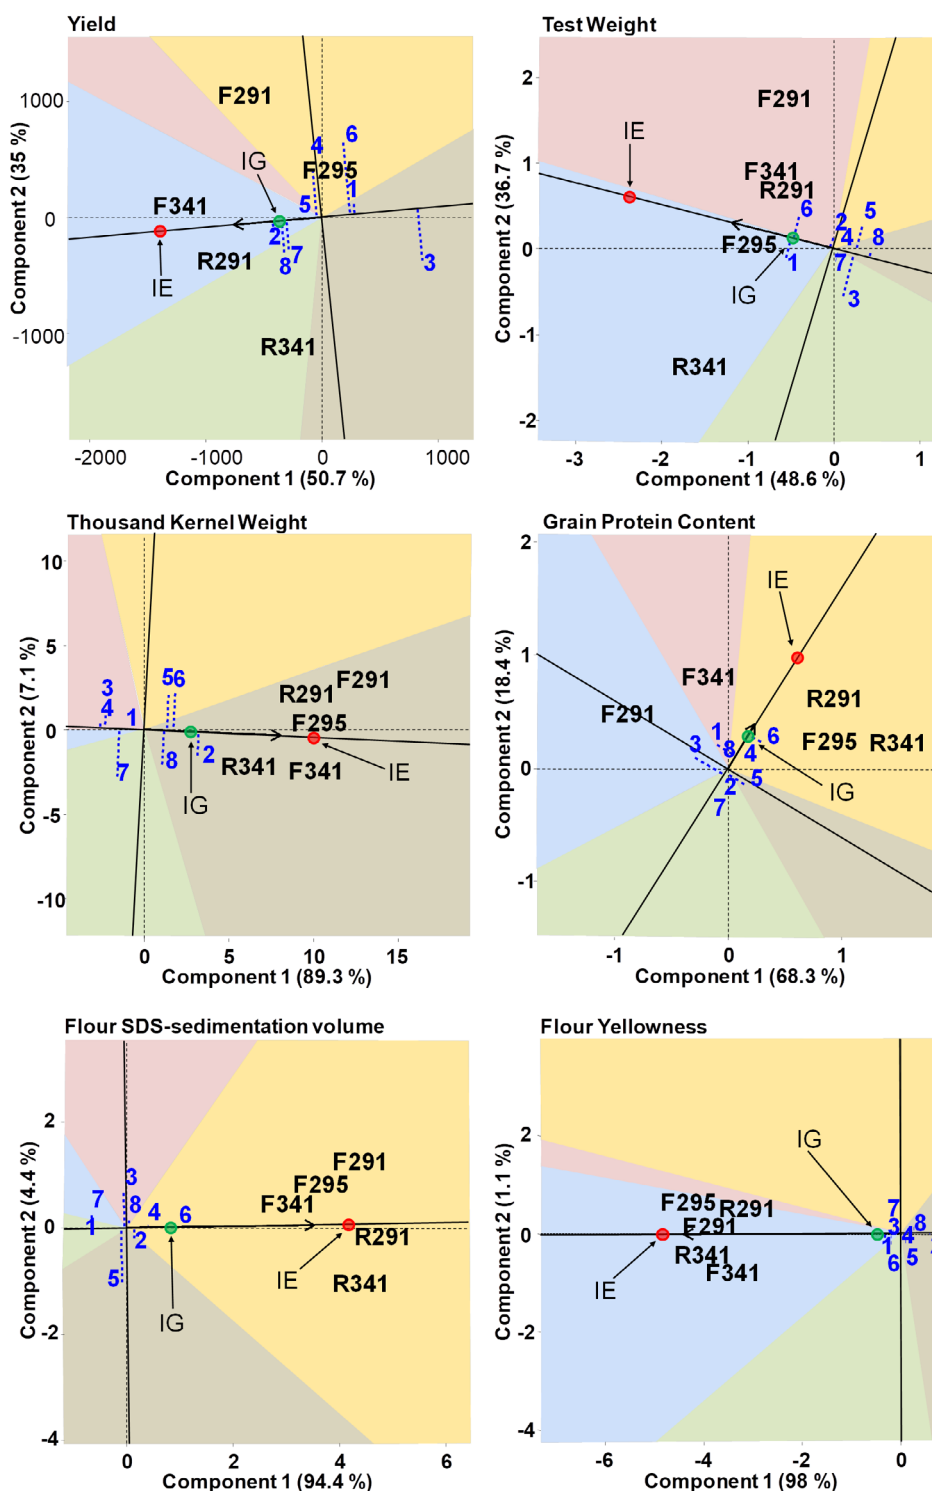 Yield
F291
1000
6
4
IG
F295
1
5
F341
0
2
R291
7
8
3
IE
-1000
R341
Component 2 (35 %)
-2000
-1000
0
1000
Component 1 (50.7 %)
Test Weight
2
F291
IE
1
F341
R291
6
2
5
F295
4
8
0
1
7
IG
3
-1
R341
-2
Component 2 (36.7 %)
-3
-1
0
1
Component 1 (48.6 %)
Thousand Kernel Weight
10
5
3
5
6
R291
F291
4
1
F295
0
7
8
2
R341
F341
IE
IG
-5
-10
Component 2 (7.1 %)
0
5
10
15
Component 1 (89.3 %)
Grain Protein Content
2
IE
1
F341
R291
F291
1
6
F295
R341
3
8
4
0
2
5
IG
7
-1
Component 2 (18.4 %)
-1
0
1
Component 1 (68.3 %)
Flour SDS-sedimentation volume
2
3
F291
7
F295
8
F341
4
6
1
0
2
R291
5
IE
R341
IG
-2
-4
Component 2 (4.4 %)
0
2
4
6
Component 1 (94.4 %)
Flour Yellowness
2
IG
F295
R291
7
F291
3
8
0
4
1
R341
5
6
F341
IE
-2
-4
Component 2 (1.1 %)
-6
-4
-2
0
Component 1 (98 %)